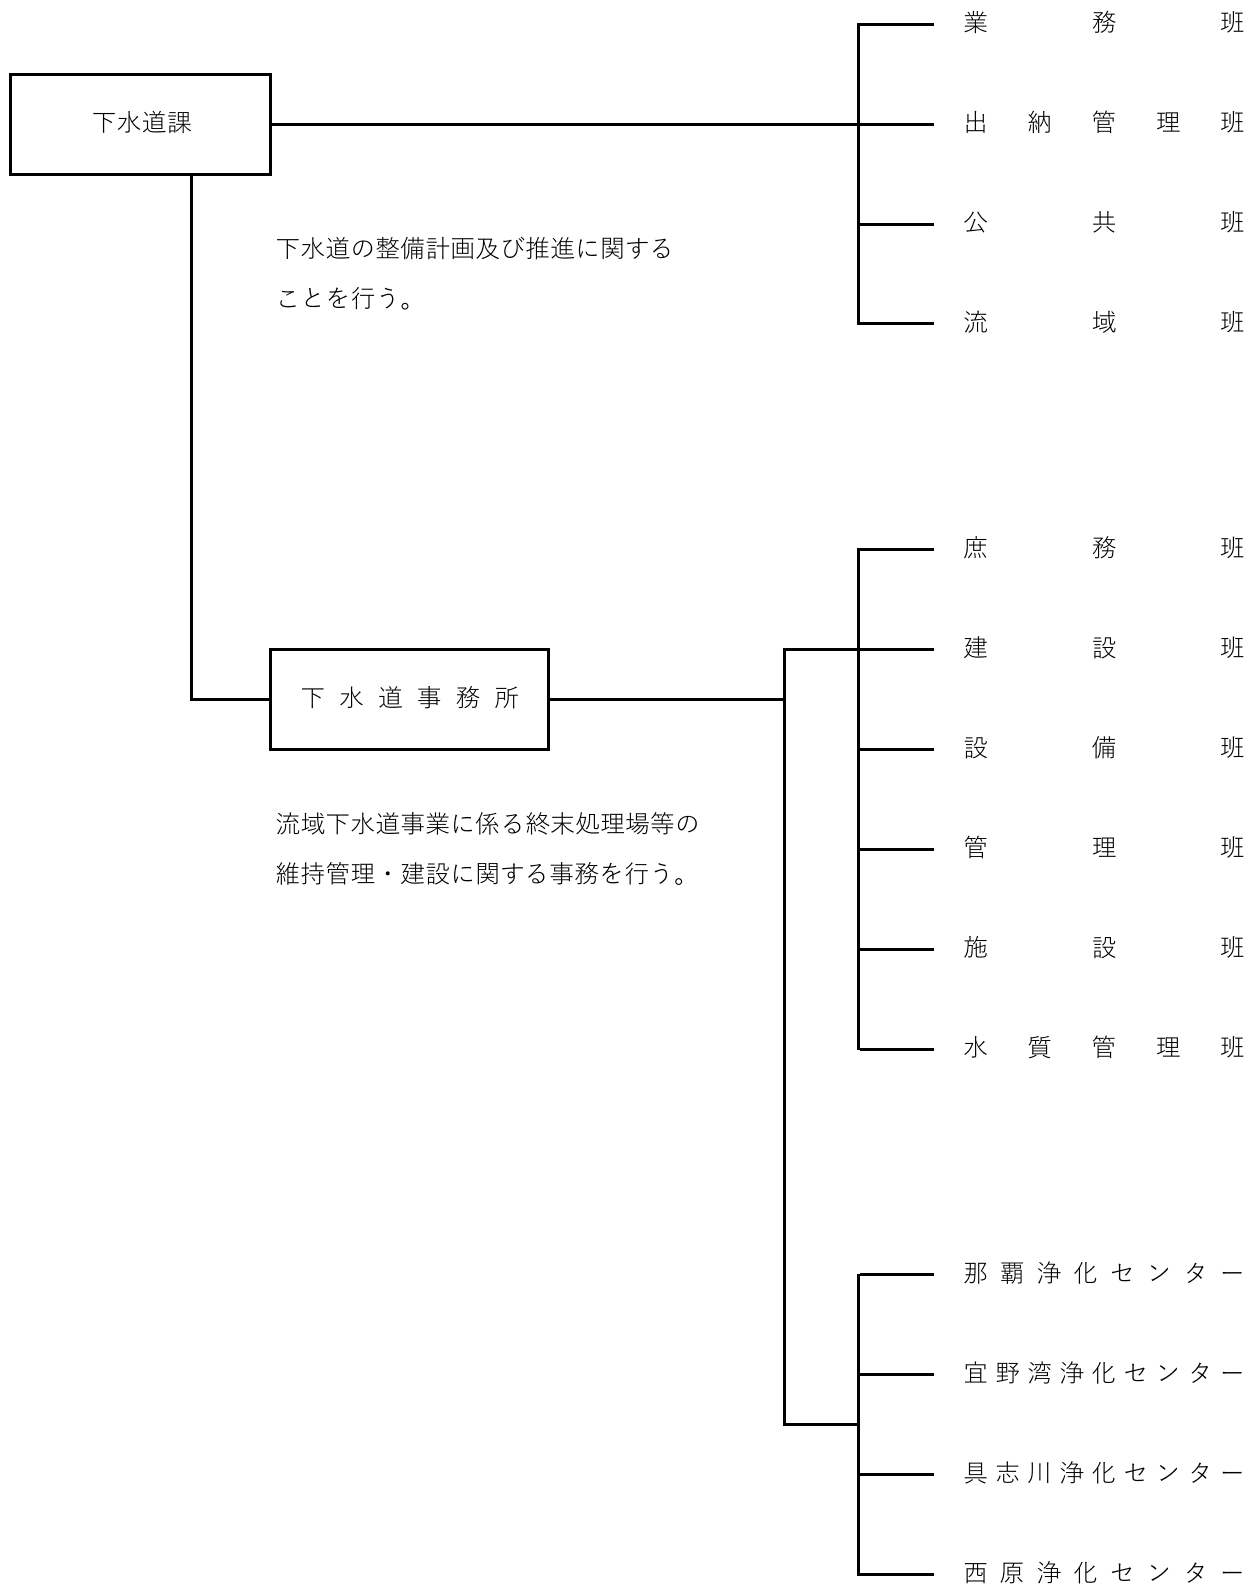 業務班
下水道課
出納管理班
公共班
下水道の整備計画及び推進に関する
ことを行う。
流域班
庶務班
建設班
下水道事務所
設備班
流域下水道事業に係る終末処理場等の
維持管理・建設に関する事務を行う。
管理班
施設班
水質管理班
那覇浄化センター
宜野湾浄化センター
具志川浄化センター
西原浄化センター